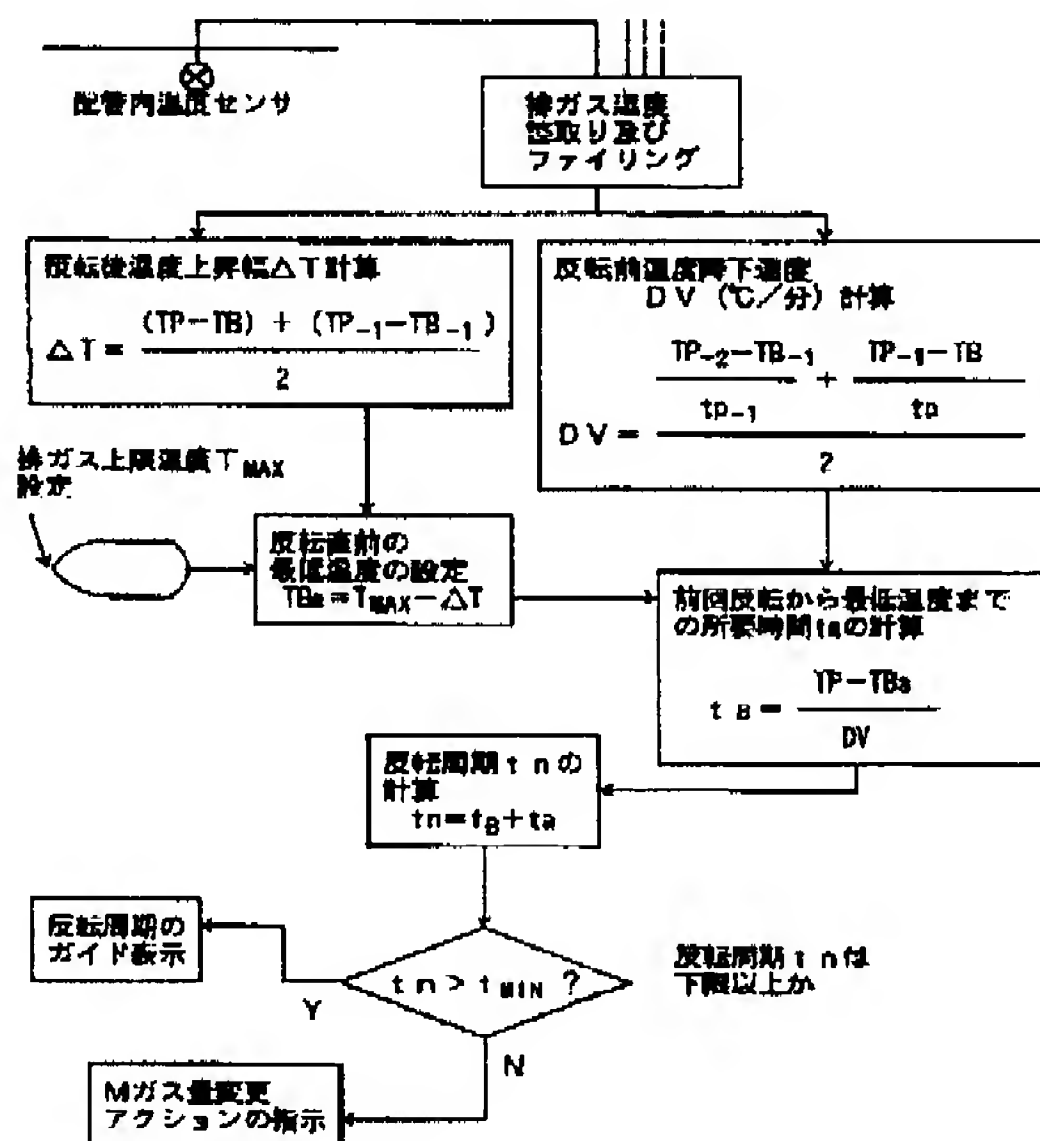 配管内温度センサ
排ガス温度
読取り及び
ファイリング
反転後温度上昇幅△T計算
△T=
(TP-TB) + (TP-1-TB-1)
2
反転前温度降下速度
DV (℃/分) 計算
TP-2-TB-1
tp-1
+
TP-1-TB
tp
DV=
2
排ガス上限温度TMAX
設定
反転直前の
最低温度の設定
TBa=TMAX-△T
前回反転から最低温度まで
の所要時間tBの計算
tB=
TP-TBa
DV
反転周期tnの
計算
tn=tB+ta
反転周期の
ガイド表示
tn>tMIN?
反転周期tnは
下限以上か
Y
N
Mガス量変更
アクションの指示